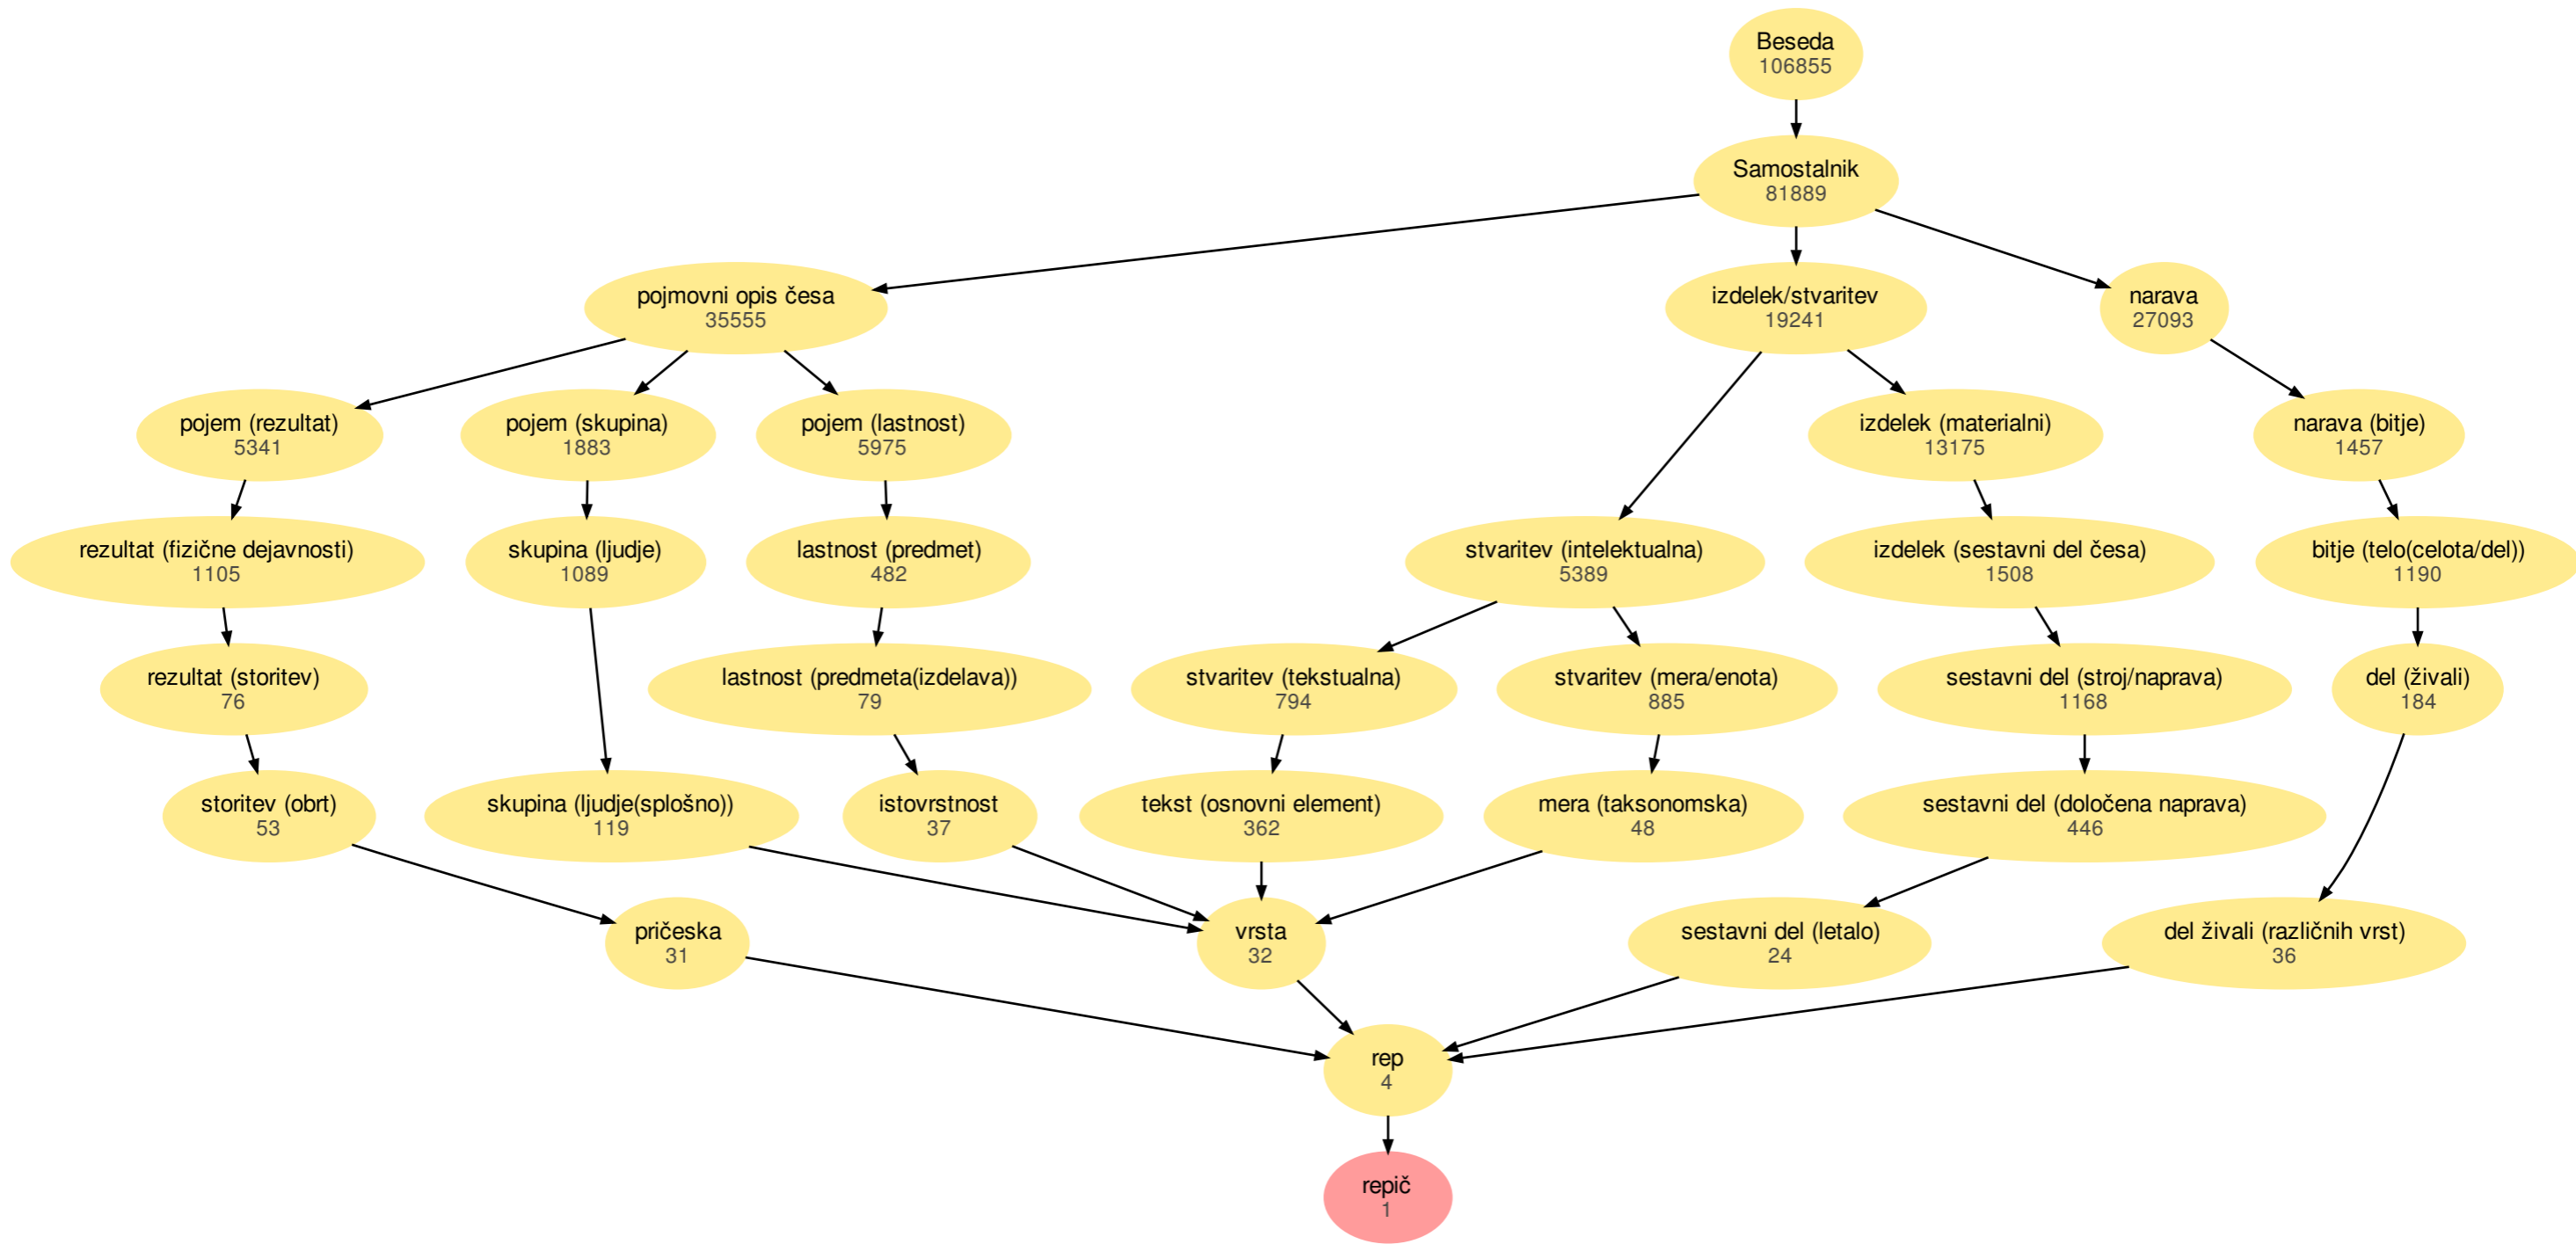 Beseda
106855
Samostalnik
81889
pojmovni opis česa
35555
izdelek/stvaritev
19241
narava
27093
pojem (rezultat)
5341
pojem (skupina)
1883
pojem (lastnost)
5975
izdelek (materialni)
13175
narava (bitje)
1457
rezultat (fizične dejavnosti)
1105
skupina (ljudje)
1089
lastnost (predmet)
482
stvaritev (intelektualna)
5389
izdelek (sestavni del česa)
1508
bitje (telo(celota/del))
1190
rezultat (storitev)
76
lastnost (predmeta(izdelava))
79
stvaritev (tekstualna)
794
stvaritev (mera/enota)
885
sestavni del (stroj/naprava)
1168
del (živali)
184
storitev (obrt)
53
skupina (ljudje(splošno))
119
istovrstnost
37
tekst (osnovni element)
362
mera (taksonomska)
48
sestavni del (določena naprava)
446
pričeska
31
vrsta
32
sestavni del (letalo)
24
del živali (različnih vrst)
36
rep
4
repič
1